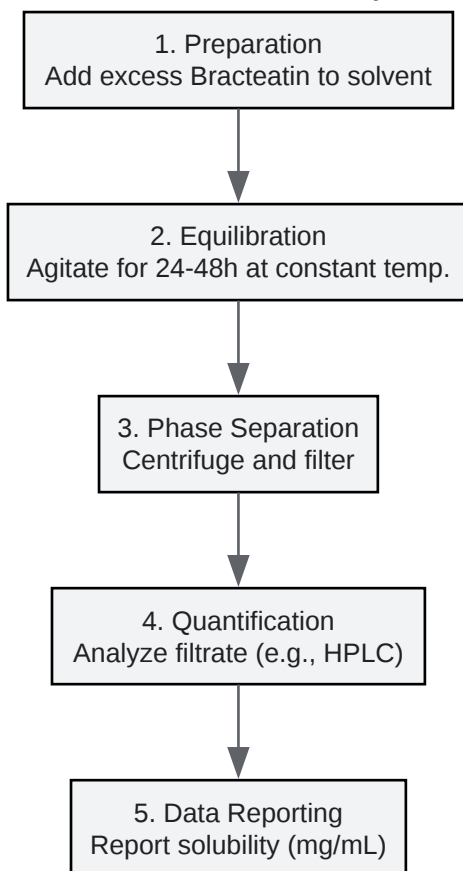 1. Preparation
Add excess Bracteatin to solvent
2. Equilibration
Agitate for 24-48h at constant temp.
3. Phase Separation
Centrifuge and filter
4. Quantification
Analyze filtrate (e.g., HPLC)
5. Data Reporting
Report solubility (mg/mL)